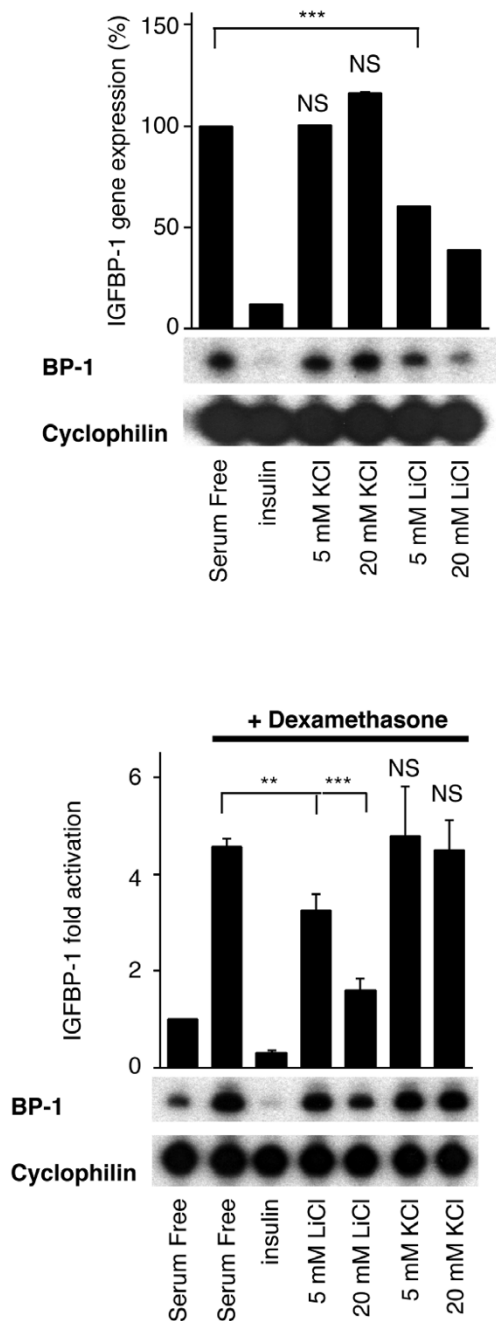 ***
150
NS
NS
100
50
0
IGFBP-1 gene expression (%)
BP-1
Cyclophilin
Serum Free
insulin
5 mM KCl
20 mM KCl
5 mM LiCl
20 mM LiCl
+ Dexamethasone
6
**
***
NS
NS
4
2
0
IGFBP-1 fold activation
BP-1
Cyclophilin
Serum Free
Serum Free
insulin
5 mM LiCl
20 mM LiCl
5 mM KCl
20 mM KCl